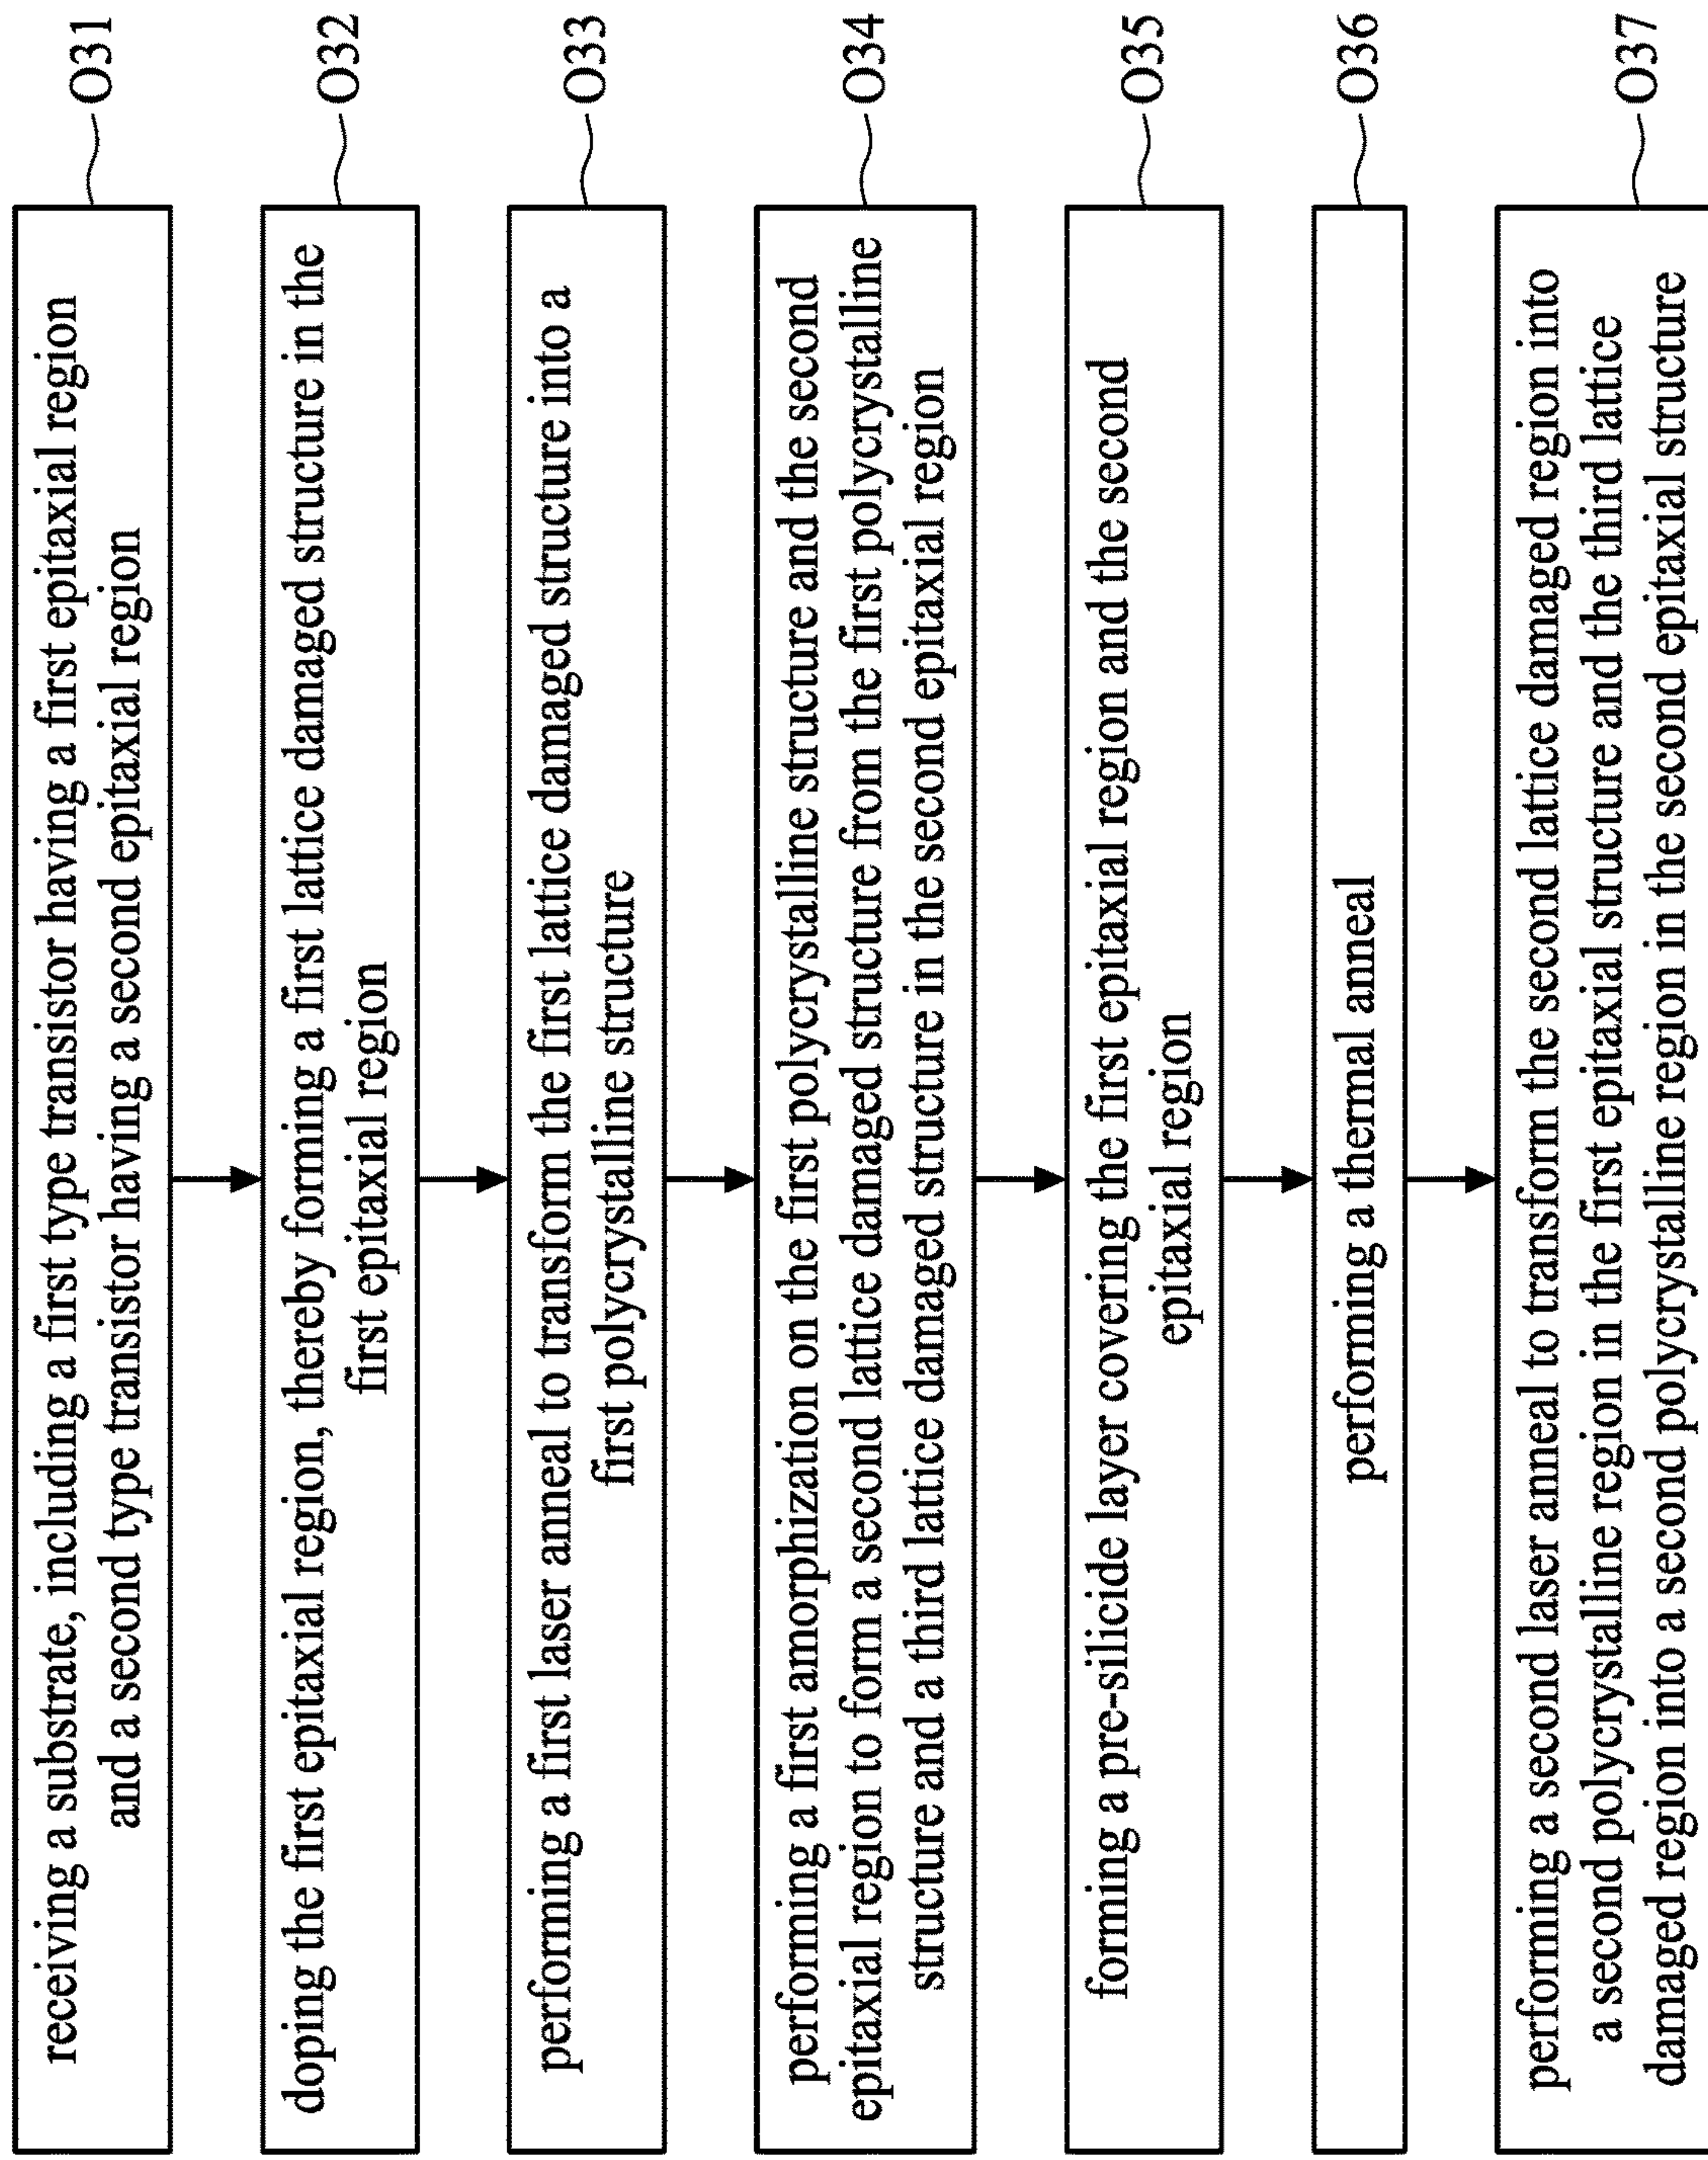 receiving a substrate, including a first type transistor having a first epitaxial region
and a second type transistor having a second epitaxial region
O31
doping the first epitaxial region, thereby forming a first lattice damaged structure in the
first epitaxial region
O32
performing a first laser anneal to transform the first lattice damaged structure into a
first polycrystalline structure
O33
performing a first amorphization on the first polycrystalline structure and the second
epitaxial region to form a second lattice damaged structure from the first polycrystalline
structure and a third lattice damaged structure in the second epitaxial region
O34
forming a pre-silicide layer covering the first epitaxial region and the second
epitaxial region
O35
performing a thermal anneal
O36
performing a second laser anneal to transform the second lattice damaged region into
a second polycrystalline region in the first epitaxial structure and the third lattice
damaged region into a second polycrystalline region in the second epitaxial structure
O37